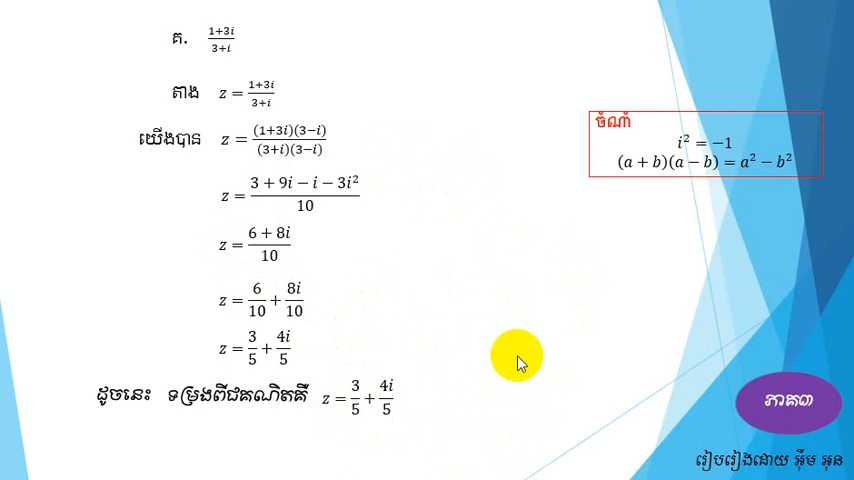 គ. (1+3i)/(3+i)
តាង z = (1+3i)/(3+i)
យើងបាន z = ((1+3i)(3−i))/((3+i)(3−i))
z = (3 + 9i − i − 3i²)/10
z = (6 + 8i)/10
z = 6/10 + 8i/10
z = 3/5 + 4i/5
ដូចនេះ ទម្រង់ពីជគណិតគឺ z = 3/5 + 4i/5
ចំណាំ
i² = −1
(a + b)(a − b) = a² − b²
ភាគ៣
រៀបរៀងដោយ អ៊ីម អុន